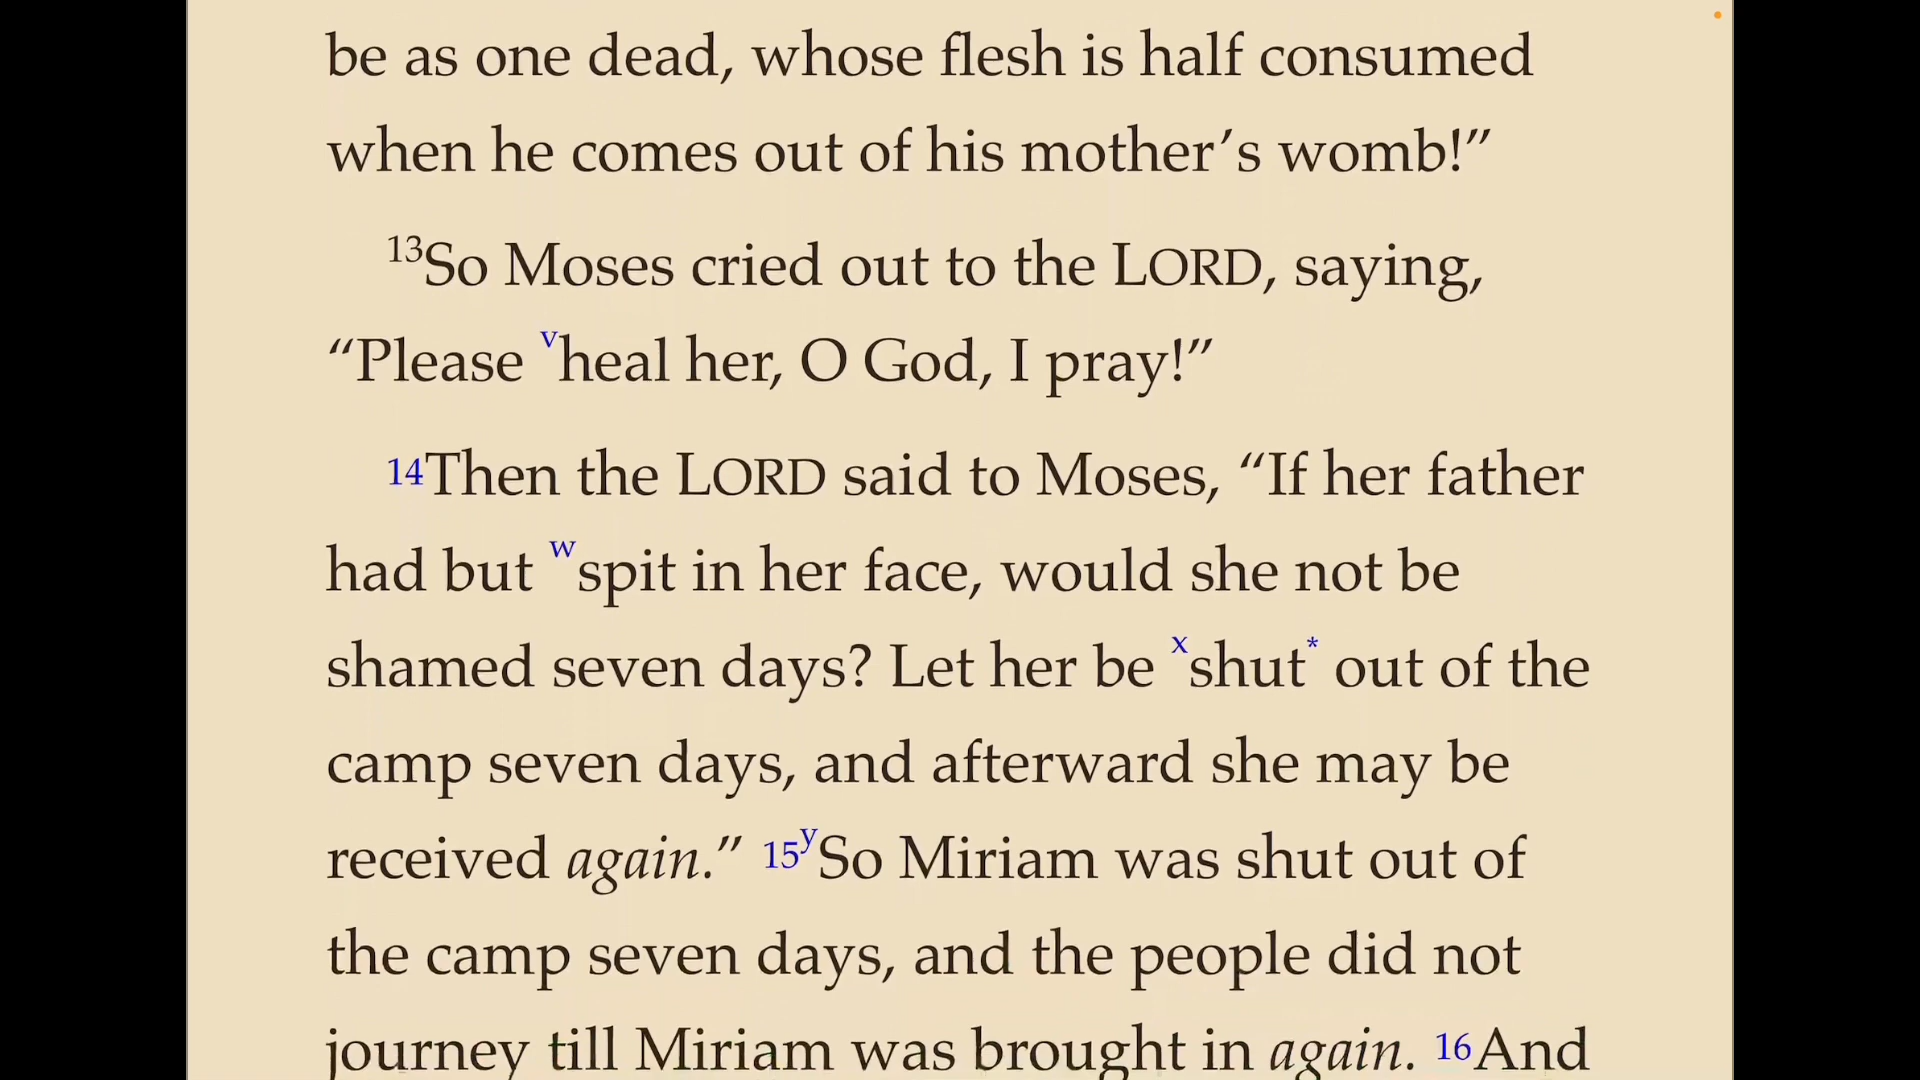 be as one dead, whose flesh is half consumed
when he comes out of his mother’s womb!”
13So Moses cried out to the LORD, saying,
“Please vheal her, O God, I pray!”
14Then the LORD said to Moses, “If her father
had but wspit in her face, would she not be
shamed seven days? Let her be xshut* out of the
camp seven days, and afterward she may be
received again.” 15ySo Miriam was shut out of
the camp seven days, and the people did not
journey till Miriam was brought in again. 16And